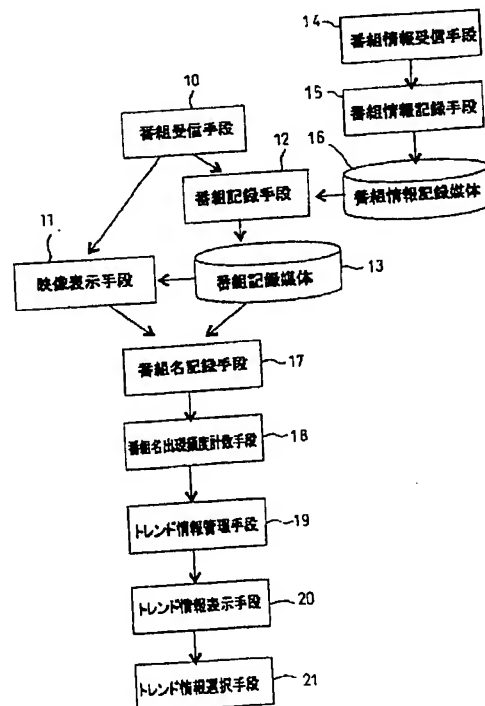 14
番組情報受信手段
15
番組情報記録手段
16
番組情報記録媒体
10
番組受信手段
12
番組記録手段
11
映像表示手段
番組記録媒体
13
番組名記録手段
17
番組名出現頻度計数手段
18
トレンド情報管理手段
19
トレンド情報表示手段
20
トレンド情報選択手段
21